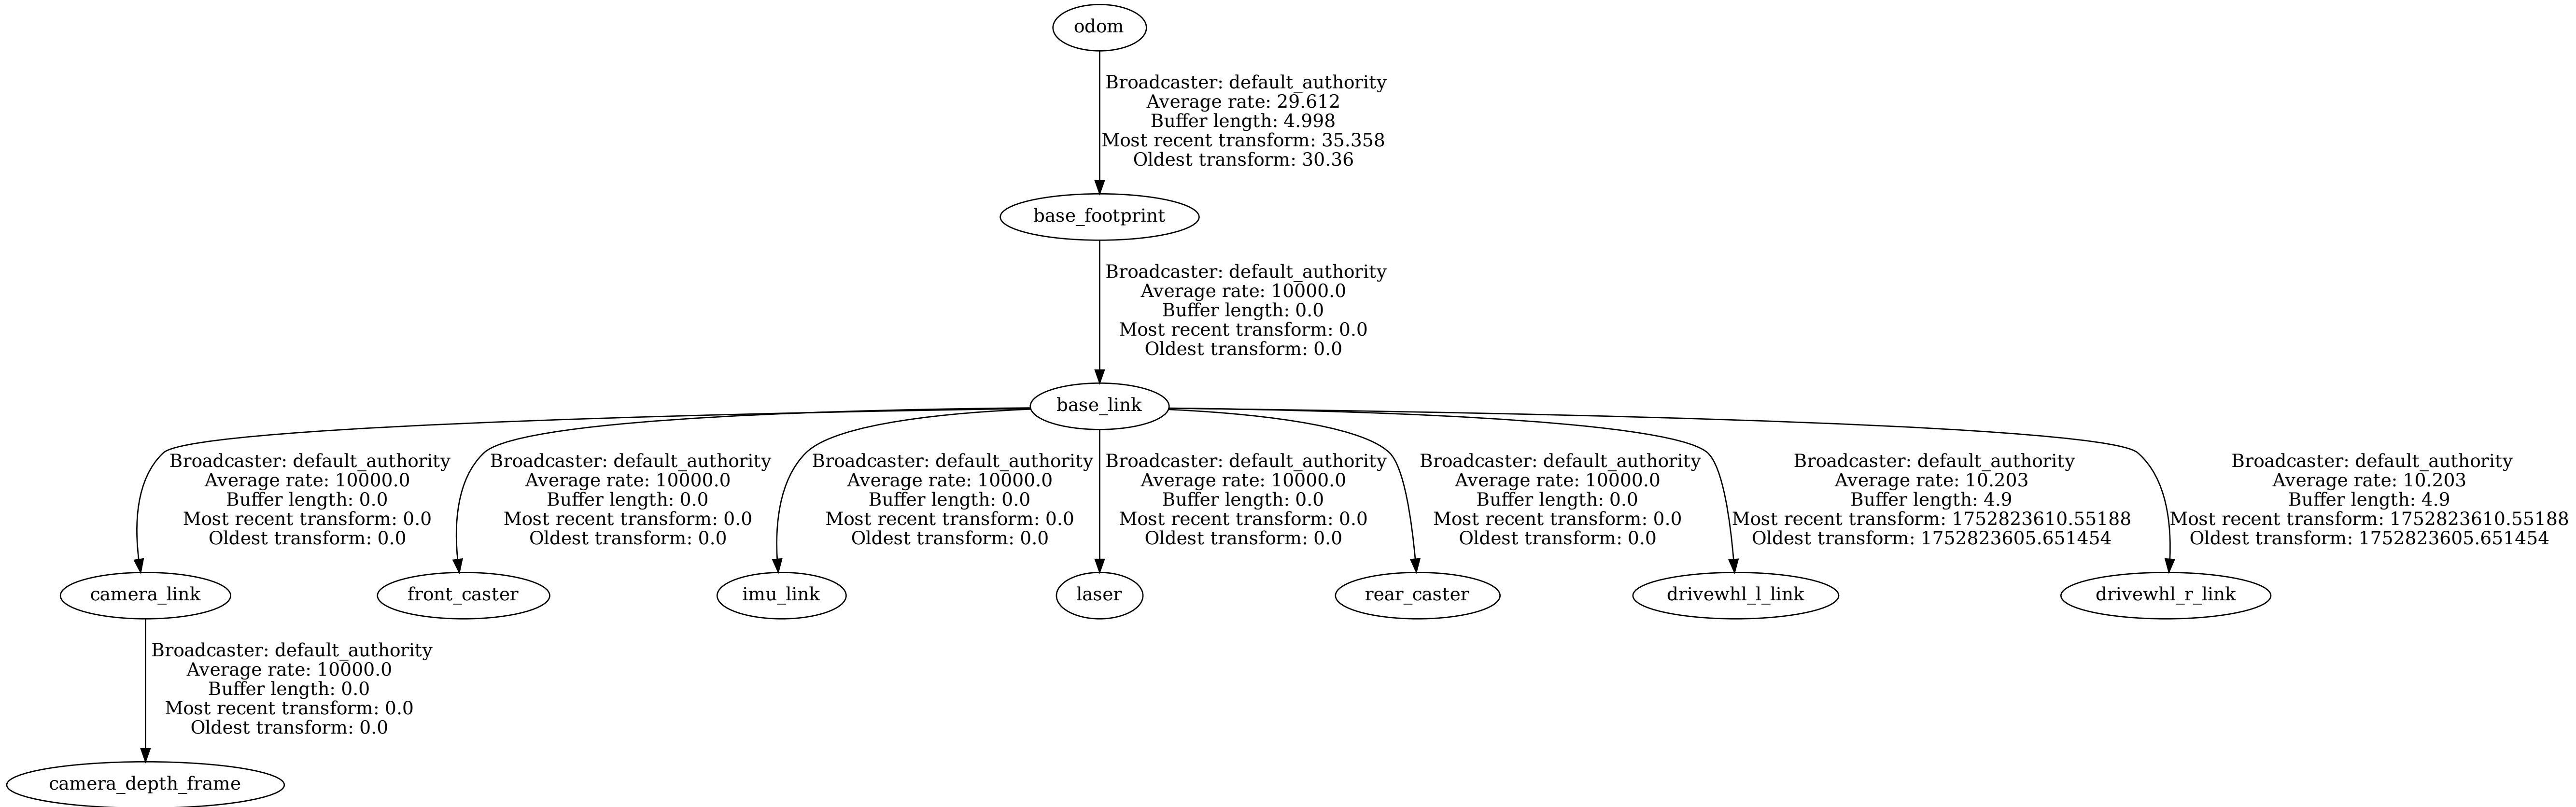 odom
Broadcaster: default_authority
Average rate: 29.612
Buffer length: 4.998
Most recent transform: 35.358
Oldest transform: 30.36
base_footprint
Broadcaster: default_authority
Average rate: 10000.0
Buffer length: 0.0
Most recent transform: 0.0
Oldest transform: 0.0
base_link
Broadcaster: default_authority
Average rate: 10000.0
Buffer length: 0.0
Most recent transform: 0.0
Oldest transform: 0.0
Broadcaster: default_authority
Average rate: 10000.0
Buffer length: 0.0
Most recent transform: 0.0
Oldest transform: 0.0
Broadcaster: default_authority
Average rate: 10000.0
Buffer length: 0.0
Most recent transform: 0.0
Oldest transform: 0.0
Broadcaster: default_authority
Average rate: 10000.0
Buffer length: 0.0
Most recent transform: 0.0
Oldest transform: 0.0
Broadcaster: default_authority
Average rate: 10000.0
Buffer length: 0.0
Most recent transform: 0.0
Oldest transform: 0.0
Broadcaster: default_authority
Average rate: 10.203
Buffer length: 4.9
Most recent transform: 1752823610.55188
Oldest transform: 1752823605.651454
Broadcaster: default_authority
Average rate: 10.203
Buffer length: 4.9
Most recent transform: 1752823610.55188
Oldest transform: 1752823605.651454
camera_link
front_caster
imu_link
laser
rear_caster
drivewhl_l_link
drivewhl_r_link
Broadcaster: default_authority
Average rate: 10000.0
Buffer length: 0.0
Most recent transform: 0.0
Oldest transform: 0.0
camera_depth_frame